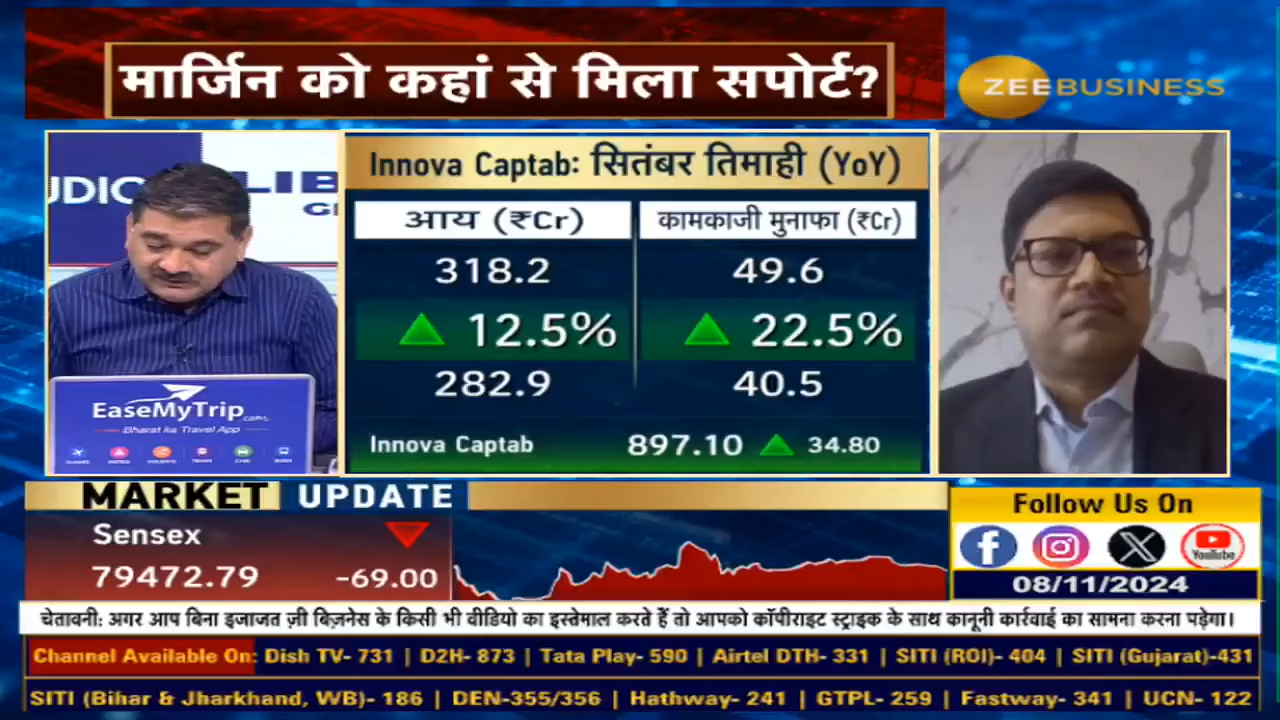 मार्जिन को कहां से मिला सपोर्ट?
ZEEBUSINESS
UDIO
LIB
Innova Captab: सितंबर तिमाही (YoY)
आय (₹Cr) कामकाजी मुनाफा (₹Cr)
318.2 49.6
12.5% 22.5%
282.9 40.5
Innova Captab 897.10 34.80
EaseMyTrip
Bharat ka Travel App
MARKET UPDATE
Sensex
79472.79 -69.00
Follow Us On
YouTube
08/11/2024
चेतावनी: अगर आप बिना इजाजत ज़ी बिज़नेस के किसी भी वीडियो का इस्तेमाल करते हैं तो आपको कॉपीराइट स्ट्राइक के साथ कानूनी कार्रवाई का सामना करना पड़ेगा।
Channel Available On: Dish TV- 731 | D2H- 873 | Tata Play- 590 | Airtel DTH- 331 | SITI (ROI)- 404 | SITI (Gujarat)-431
SITI (Bihar & Jharkhand, WB)- 186 | DEN-355/356 | Hathway- 241 | GTPL- 259 | Fastway- 341 | UCN- 122